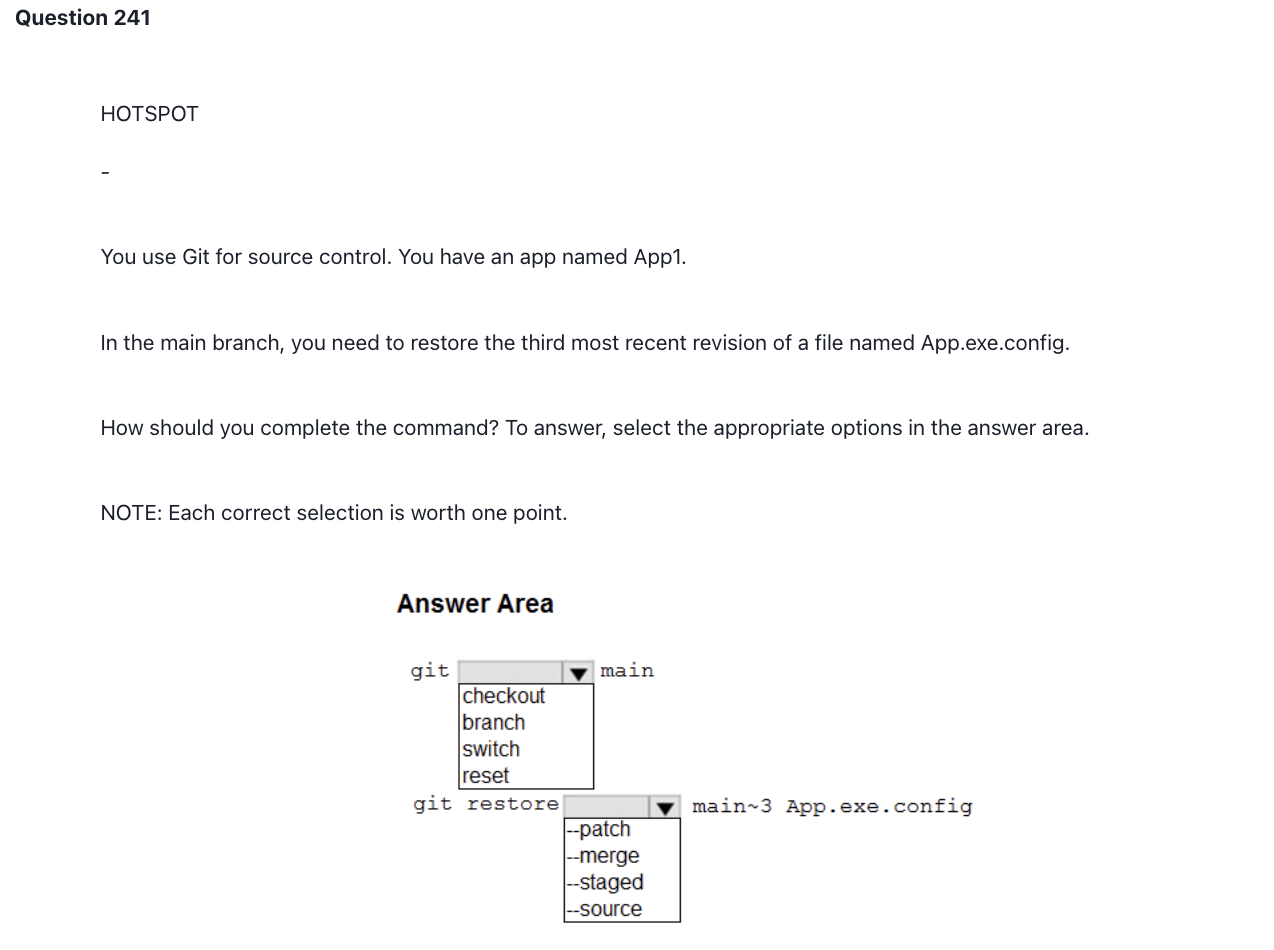 Question 241
HOTSPOT
-
You use Git for source control. You have an app named App1.
In the main branch, you need to restore the third most recent revision of a file named App.exe.config.
How should you complete the command? To answer, select the appropriate options in the answer area.
NOTE: Each correct selection is worth one point.
Answer Area
git main
checkout
branch
switch
reset
git restore main~3 App.exe.config
--patch
--merge
--staged
--source